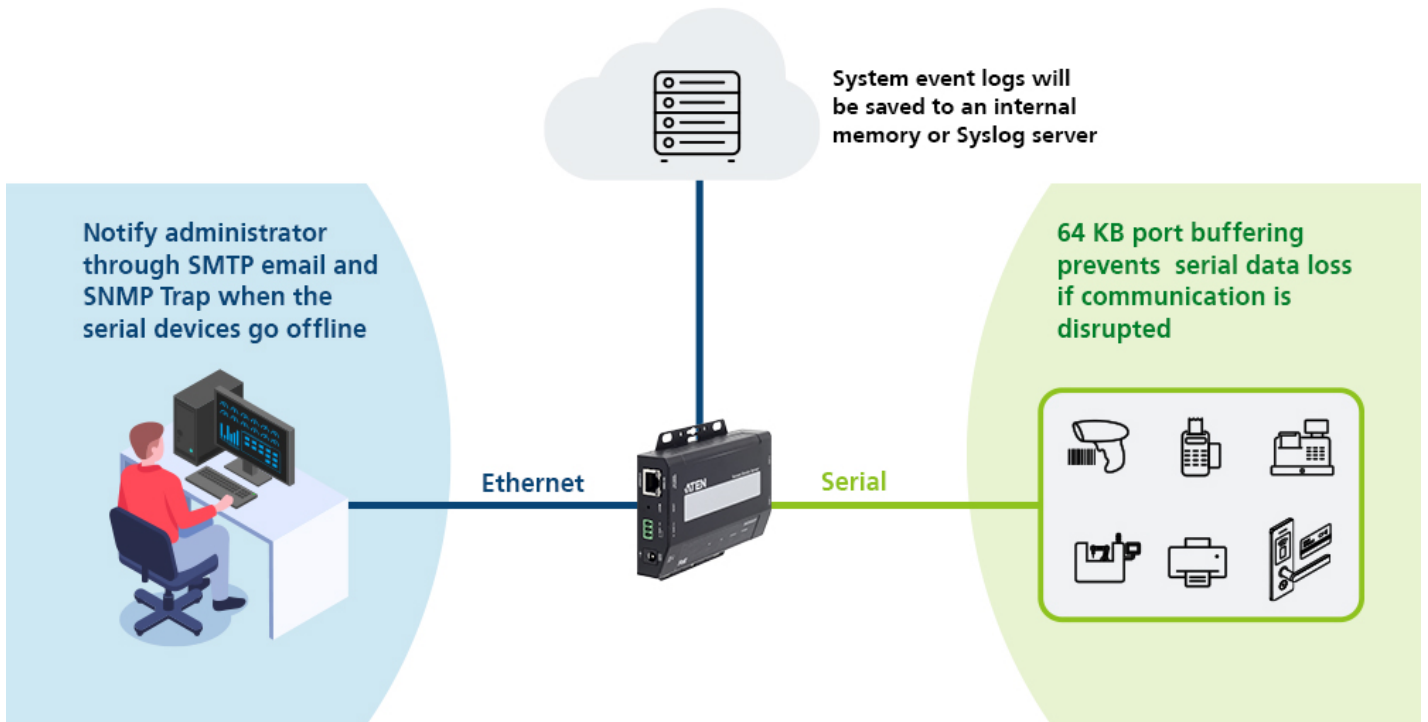 System event logs will
be saved to an internal
memory or Syslog server
Notify administrator
through SMTP email and
SNMP Trap when the
serial devices go offline
64 KB port buffering
prevents serial data loss
if communication is
disrupted
Ethernet
ATEN
Serial